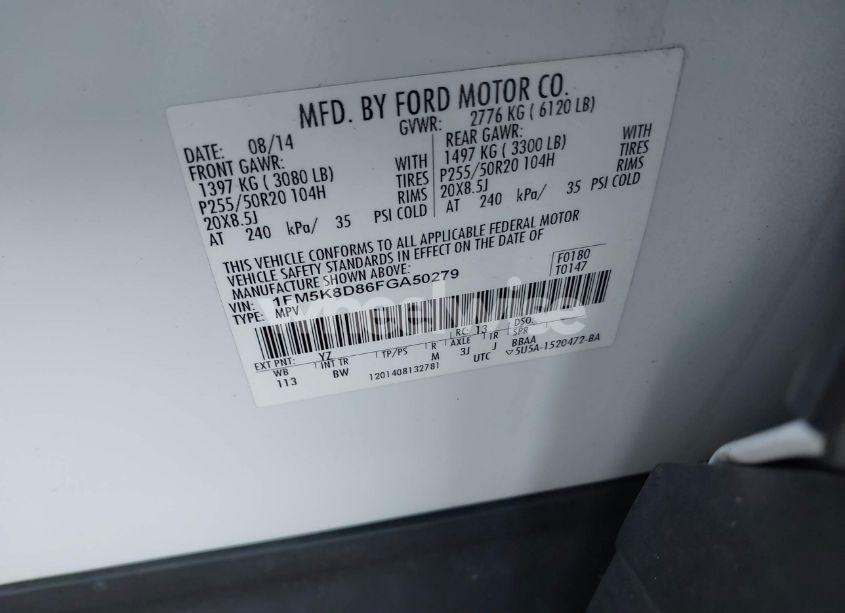 MFD. BY FORD MOTOR CO.
DATE: 08/14 GVWR: 2776 KG ( 6120 LB)
FRONT GAWR: REAR GAWR:
1397 KG ( 3080 LB) WITH 1497 KG ( 3300 LB) WITH
P255/50R20 104H TIRES P255/50R20 104H TIRES
20X8.5J RIMS 20X8.5J RIMS
AT 240 kPa/ 35 PSI COLD AT 240 kPa/ 35 PSI COLD
THIS VEHICLE CONFORMS TO ALL APPLICABLE FEDERAL MOTOR
VEHICLE SAFETY STANDARDS IN EFFECT ON THE DATE OF
MANUFACTURE SHOWN ABOVE.
VIN: 1FM5K8D86FGA50279 F0180
TYPE: MPV T0147
wheelwise
EXT PNT: YZ RC: 13 DSO:
WB INT TR TP/PS R AXLE TR SPR
113 BW M 3J J BBAA
1201408132781 UTC ▽5U5A-1520472-BA